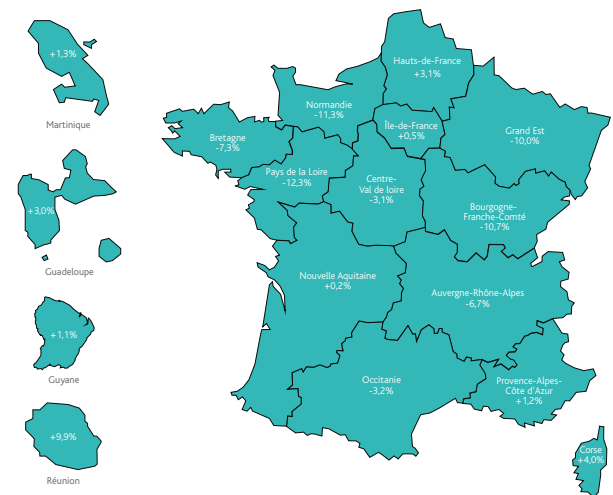 +1,3%
Martinique
+3,0%
Guadeloupe
+1,1%
Guyane
+9,9%
Réunion
Hauts-de-France
+3,1%
Normandie
-11,3%
Île-de-France
+0,5%
Grand Est
-10,0%
Bretagne
-7,3%
Pays de la Loire
-12,3%
Centre-
Val de loire
-3,1%
Bourgogne-
Franche-Comté
-10,7%
Nouvelle Aquitaine
+0,2%
Auvergne-Rhône-Alpes
-6,7%
Occitanie
-3,2%
Provence-Alpes-
Côte d'Azur
+1,2%
Corse
+4,0%